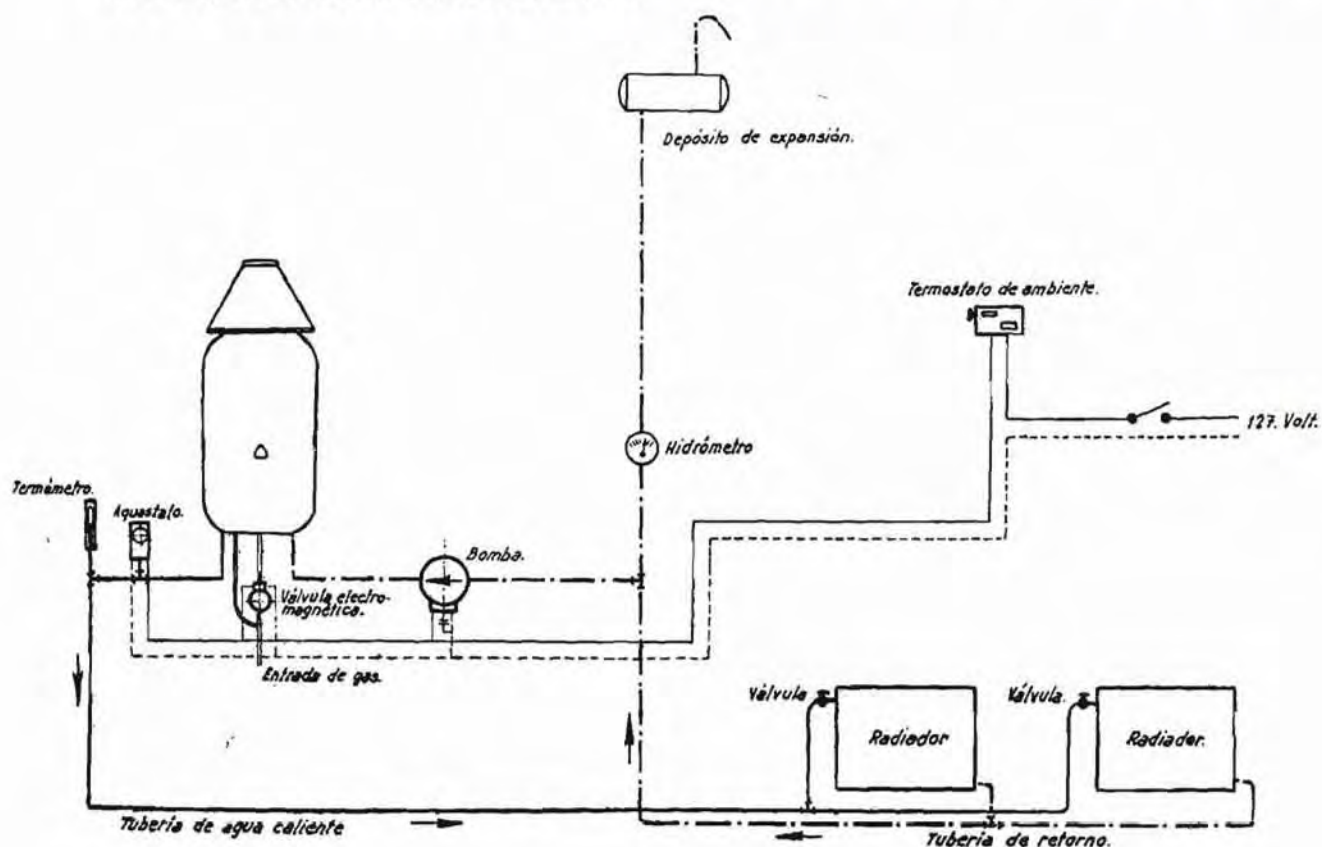 Depósito de expansión.
Termostato de ambiente.
127. Volt.
Hidrómetro
Termómetro.
Aquastato.
Bomba.
Válvula electro-
magnética.
Entrada de gas.
Válvula
Radiador
Válvula.
Radiador.
Tubería de agua caliente
Tubería de retorno.